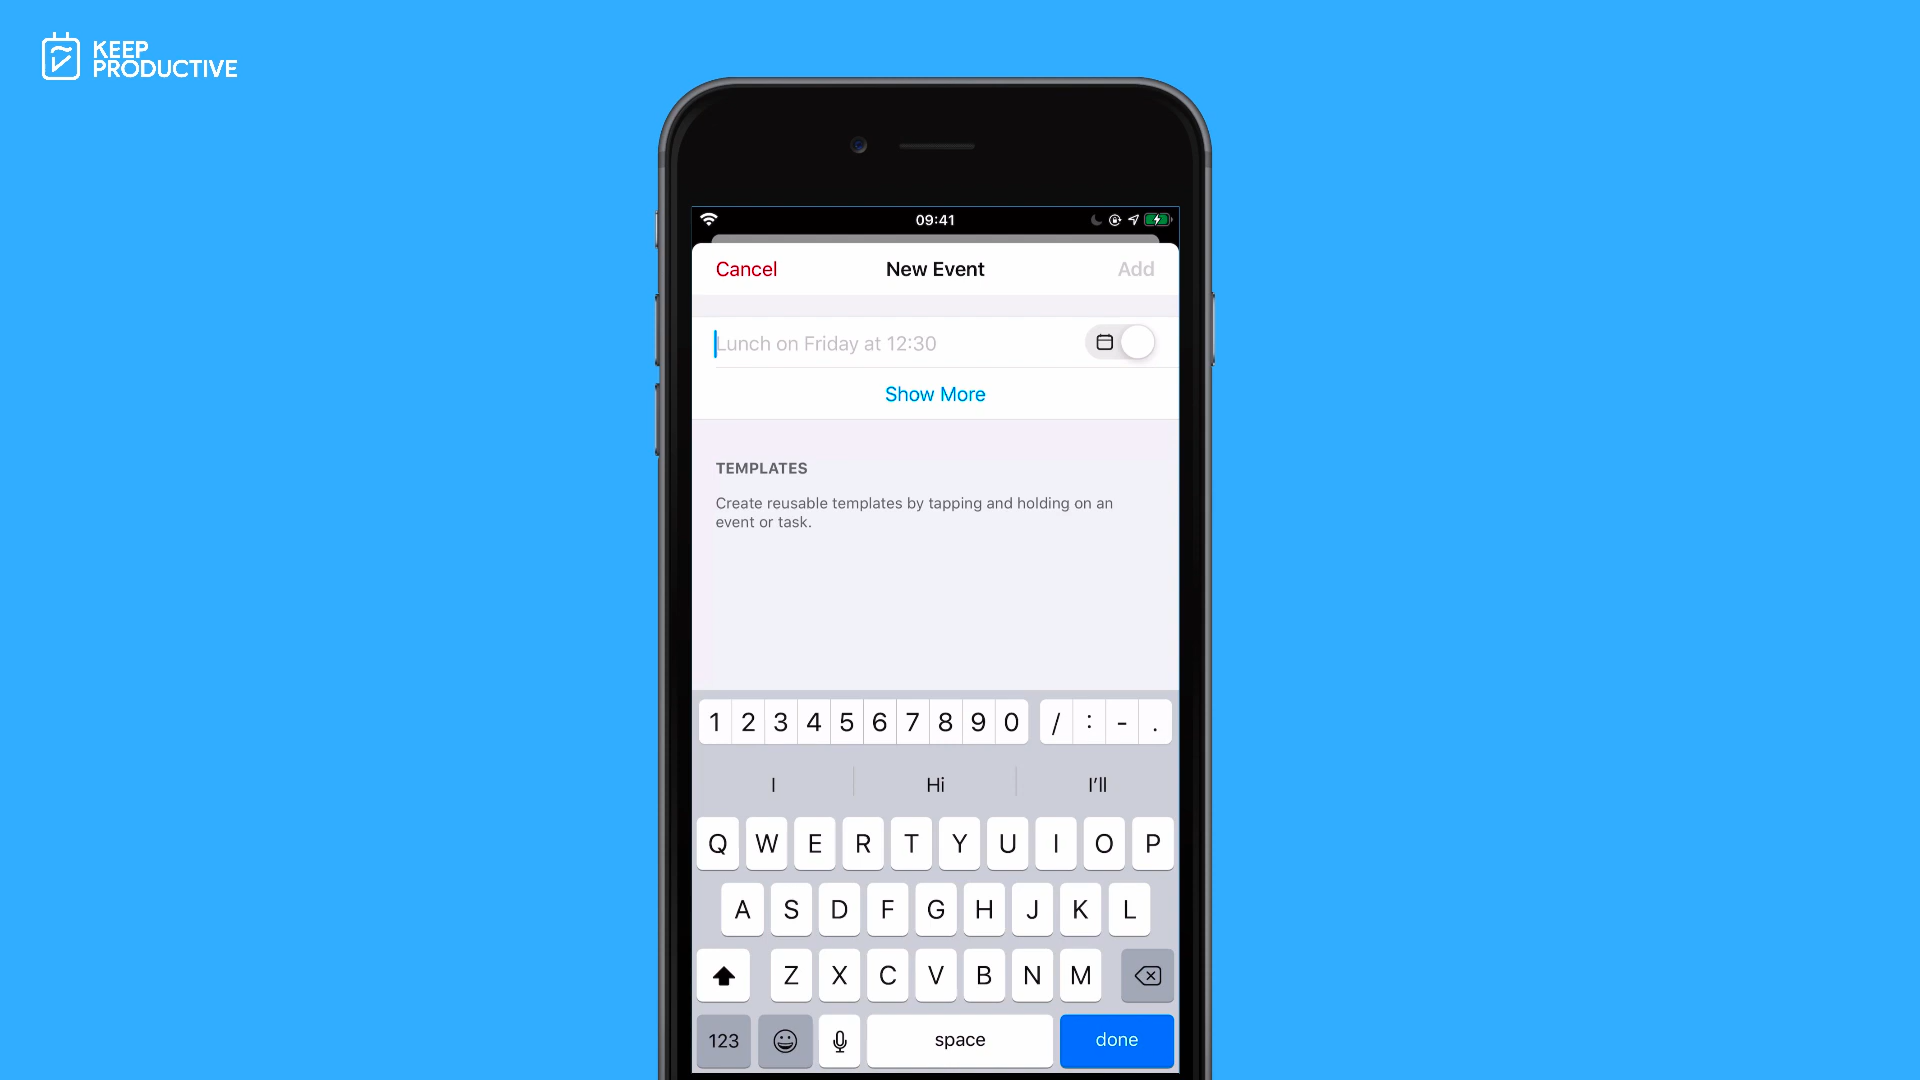 KEEP
PRODUCTIVE
09:41
Cancel New Event Add
Lunch on Friday at 12:30
Show More
TEMPLATES
Create reusable templates by tapping and holding on an
event or task.
1 2 3 4 5 6 7 8 9 0 / : - .
I Hi I’ll
Q W E R T Y U I O P
A S D F G H J K L
Z X C V B N M
123 space done